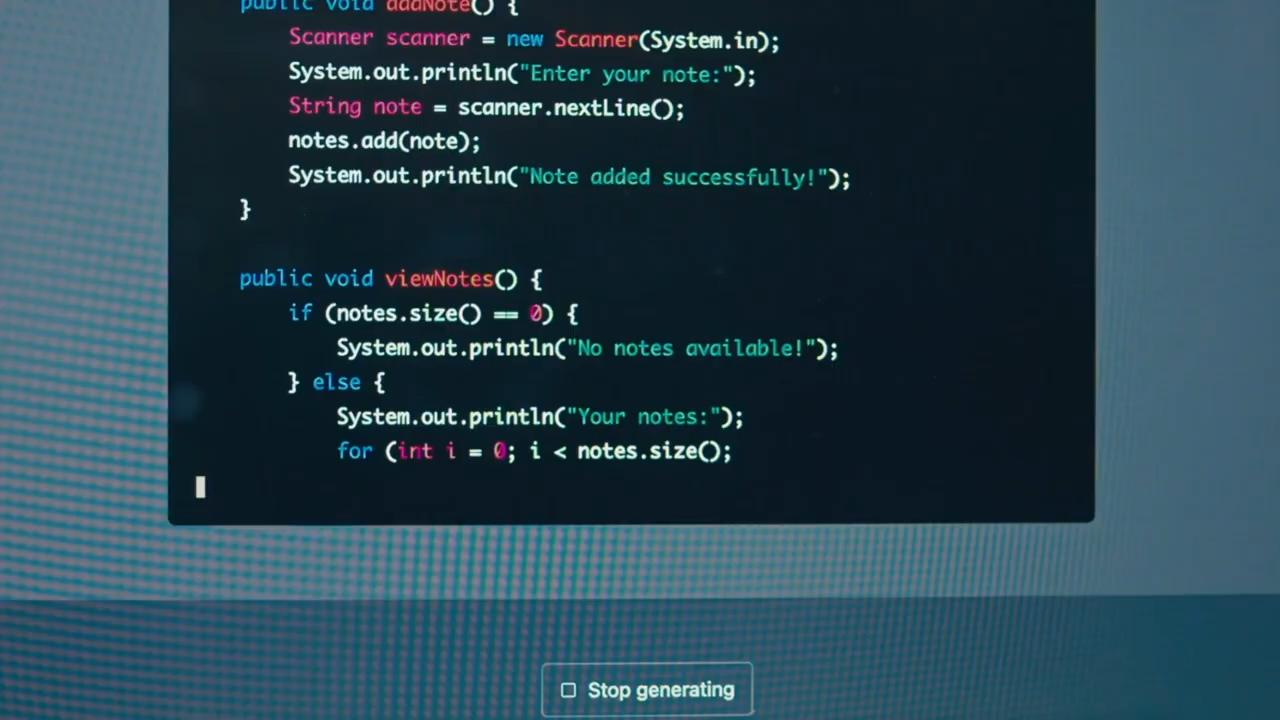 public void addNote() {
Scanner scanner = new Scanner(System.in);
System.out.println("Enter your note:");
String note = scanner.nextLine();
notes.add(note);
System.out.println("Note added successfully!");
}
public void viewNotes() {
if (notes.size() == 0) {
System.out.println("No notes available!");
} else {
System.out.println("Your notes:");
for (int i = 0; i < notes.size();
Stop generating